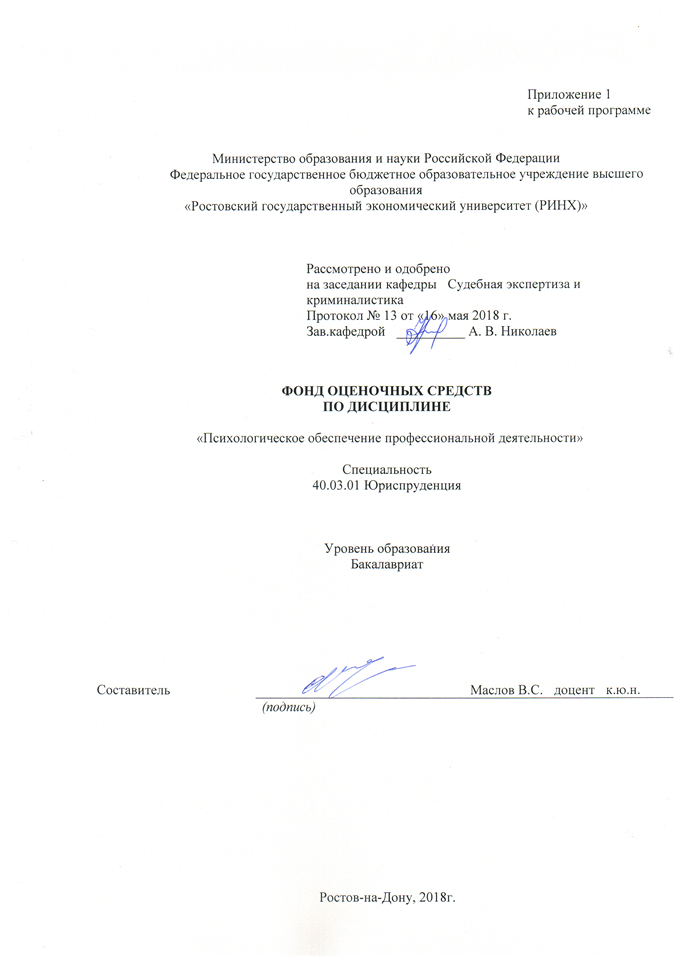 Приложение 1
к рабочей программе
Министерство образования и науки Российской Федерации
Федеральное государственное бюджетное образовательное учреждение высшего
образования
«Ростовский государственный экономический университет (РИНХ)»
Рассмотрено и одобрено
на заседании кафедры Судебная экспертиза и
криминалистика
Протокол № 13 от «16» мая 2018 г.
Зав.кафедрой __________ А. В. Николаев
ФОНД ОЦЕНОЧНЫХ СРЕДСТВ
ПО ДИСЦИПЛИНЕ
«Психологическое обеспечение профессиональной деятельности»
Специальность
40.03.01 Юриспруденция
Уровень образования
Бакалавриат
Составитель Маслов В.С. доцент к.ю.н.
(подпись)
Ростов-на-Дону, 2018г.